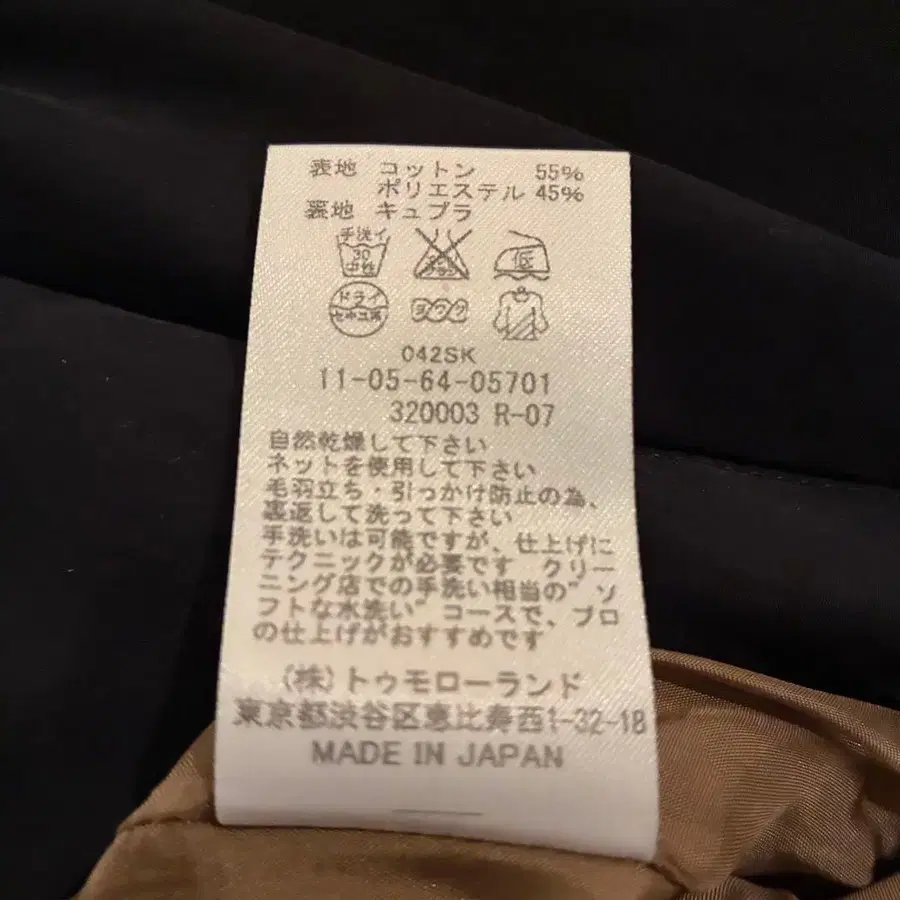 表地 コットン 55%
ポリエステル 45%
裏地 キュプラ
手洗イ 30 中性
低
ドライ セキユ系
ヨワク
042SK
11-05-64-05701
320003 R-07
自然乾燥して下さい
ネットを使用して下さい
毛羽立ち・引っかけ防止の為、
裏返して洗って下さい
手洗いは可能ですが、仕上げに
テクニックが必要です クリー
ニング店での手洗い相当の"ソ
フトな水洗い"コースで、プロ
の仕上げがおすすめです
(株)トゥモローランド
東京都渋谷区恵比寿西1-32-18
MADE IN JAPAN